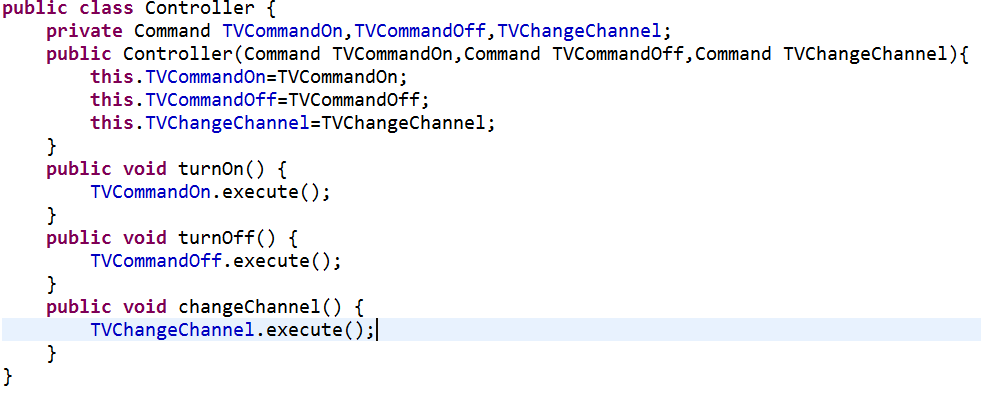 public class Controller {
    private Command TVCommandOn,TVCommandOff,TVChangeChannel;
    public Controller(Command TVCommandOn,Command TVCommandOff,Command TVChangeChannel){
        this.TVCommandOn=TVCommandOn;
        this.TVCommandOff=TVCommandOff;
        this.TVChangeChannel=TVChangeChannel;
    }
    public void turnOn() {
        TVCommandOn.execute();
    }
    public void turnOff() {
        TVCommandOff.execute();
    }
    public void changeChannel() {
        TVChangeChannel.execute();
    }
}